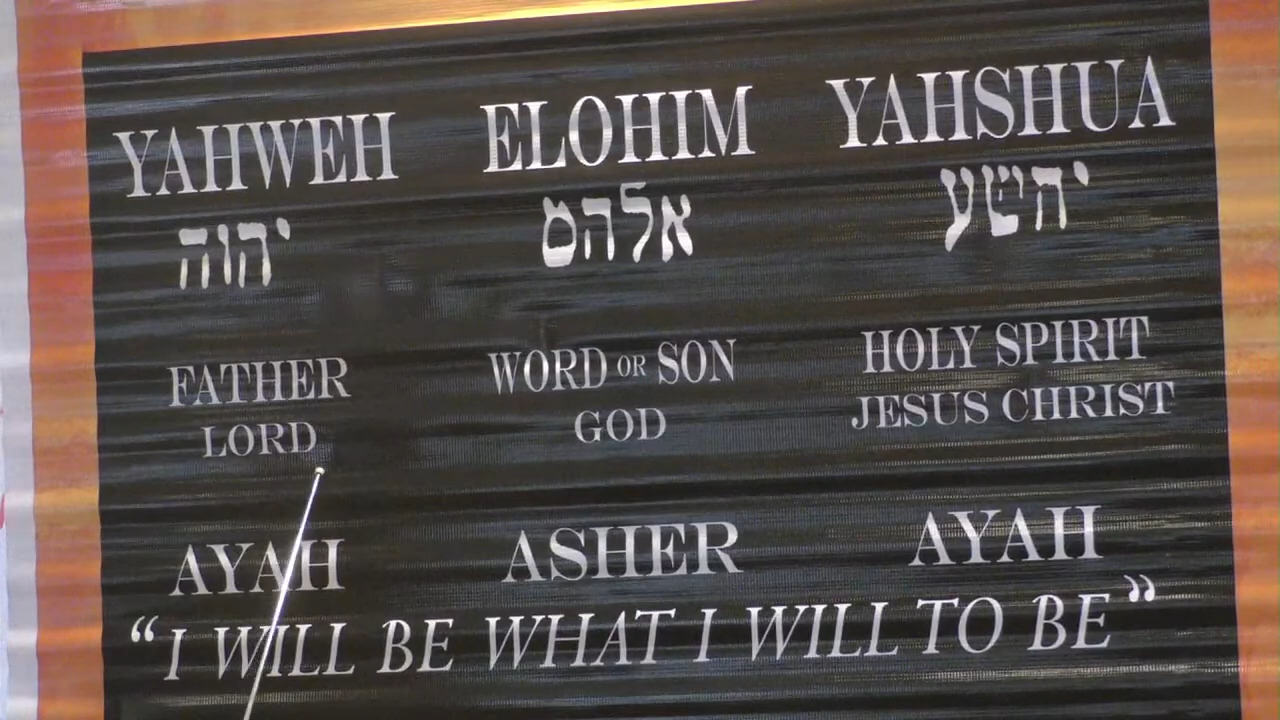 YAHWEH ELOHIM YAHSHUA
יהוה אלהם יהשע
FATHER WORD OR SON HOLY SPIRIT
LORD GOD JESUS CHRIST
AYAH ASHER AYAH
“I WILL BE WHAT I WILL TO BE”